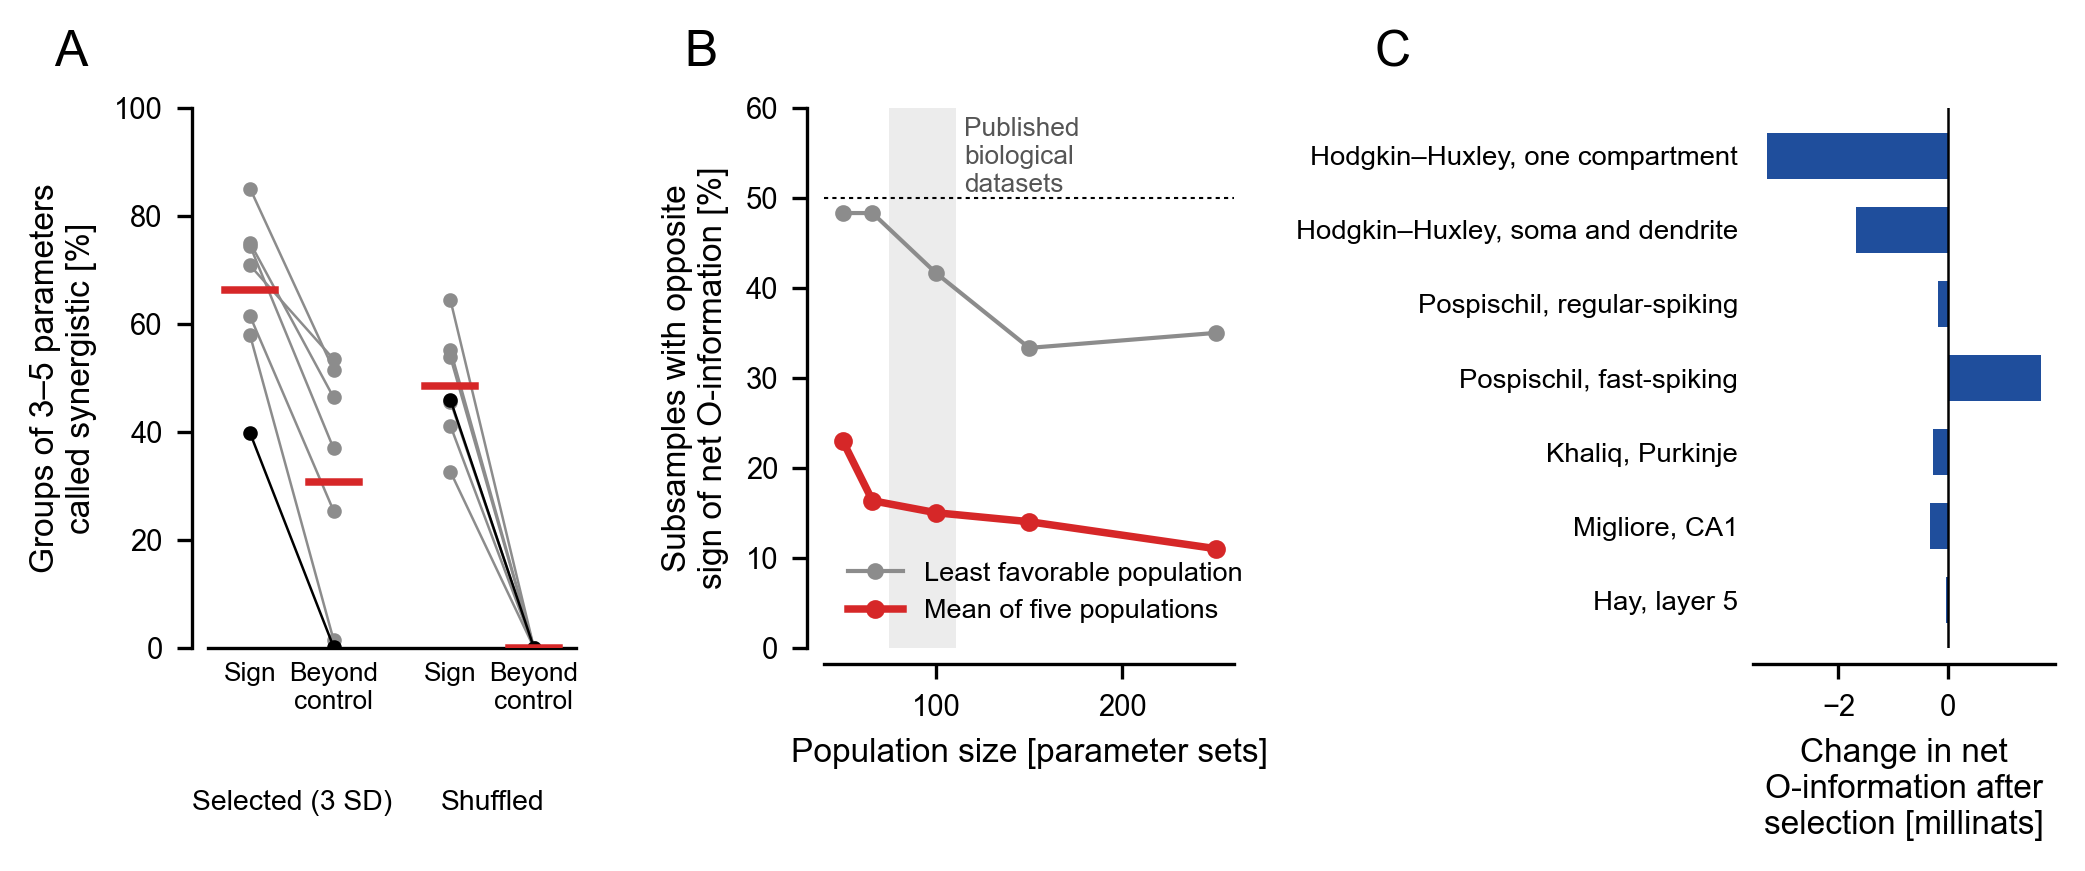 A
Groups of 3–5 parameters
called synergistic [%]
100
80
60
40
20
0
Sign
Beyond
control
Sign
Beyond
control
Selected (3 SD)
Shuffled
B
Subsamples with opposite
sign of net O-information [%]
60
50
40
30
20
10
0
Published
biological
datasets
Least favorable population
Mean of five populations
100
200
Population size [parameter sets]
C
Hodgkin–Huxley, one compartment
Hodgkin–Huxley, soma and dendrite
Pospischil, regular-spiking
Pospischil, fast-spiking
Khaliq, Purkinje
Migliore, CA1
Hay, layer 5
−2
0
Change in net
O-information after
selection [millinats]